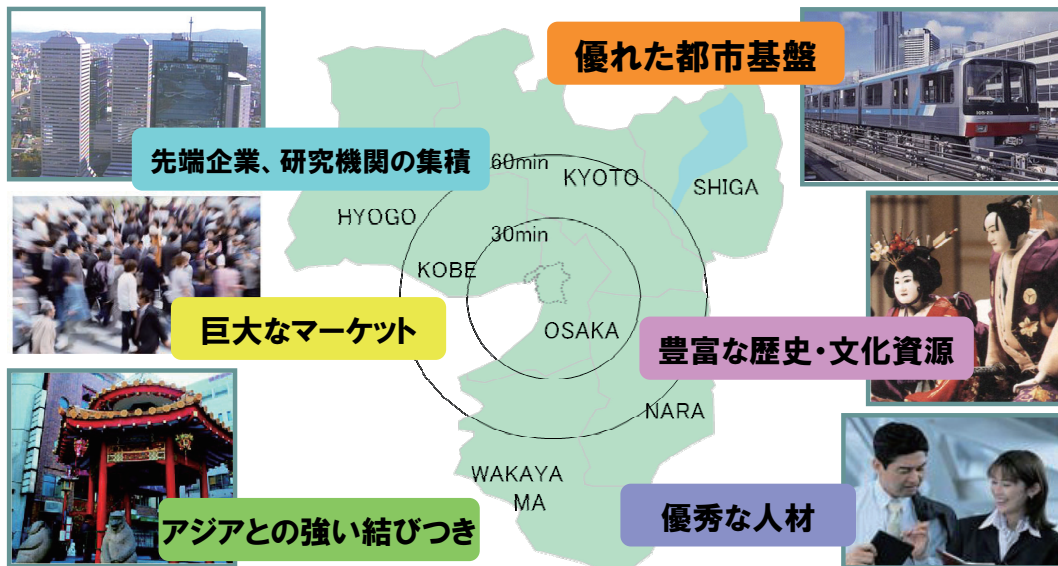 優れた都市基盤
先端企業、研究機関の集積
60min
KYOTO
SHIGA
HYOGO
30min
KOBE
巨大なマーケット
OSAKA
豊富な歴史・文化資源
NARA
WAKAYA
MA
アジアとの強い結びつき
優秀な人材